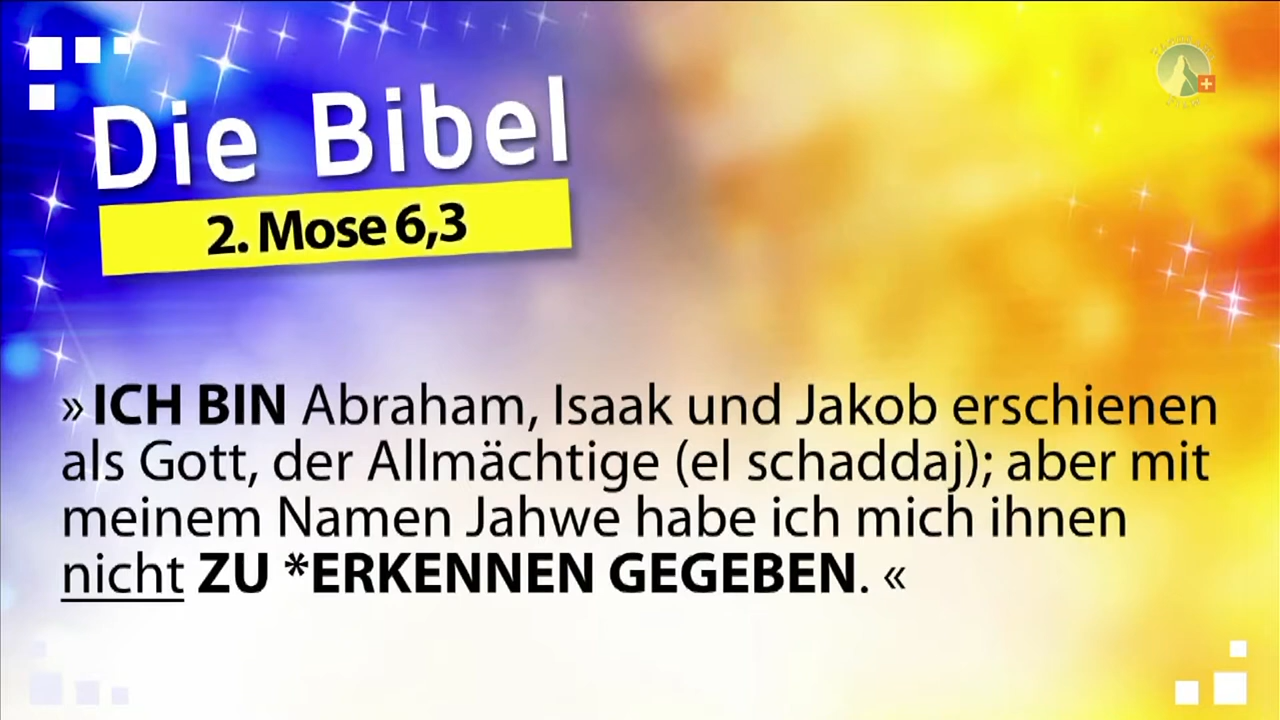 Die Bibel
2. Mose 6,3
» ICH BIN Abraham, Isaak und Jakob erschienen
als Gott, der Allmächtige (el schaddaj); aber mit
meinem Namen Jahwe habe ich mich ihnen
nicht ZU *ERKENNEN GEGEBEN. «